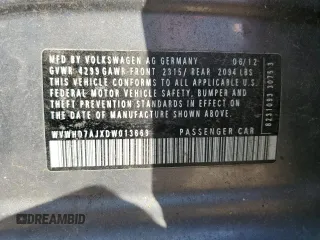 MFD BY VOLKSWAGEN AG GERMANY 06/12
GVWR 4299 GAWR-FRONT 2315/REAR 2094 LBS
THIS VEHICLE CONFORMS TO ALL APPLICABLE U.S.
FEDERAL MOTOR VEHICLE SAFETY, BUMPER AND
THEFT PREVENTION STANDARDS IN EFFECT ON THE
DATE OF MANUFACTURE SHOWN ABOVE.
PASSENGER CAR
DREAMBID